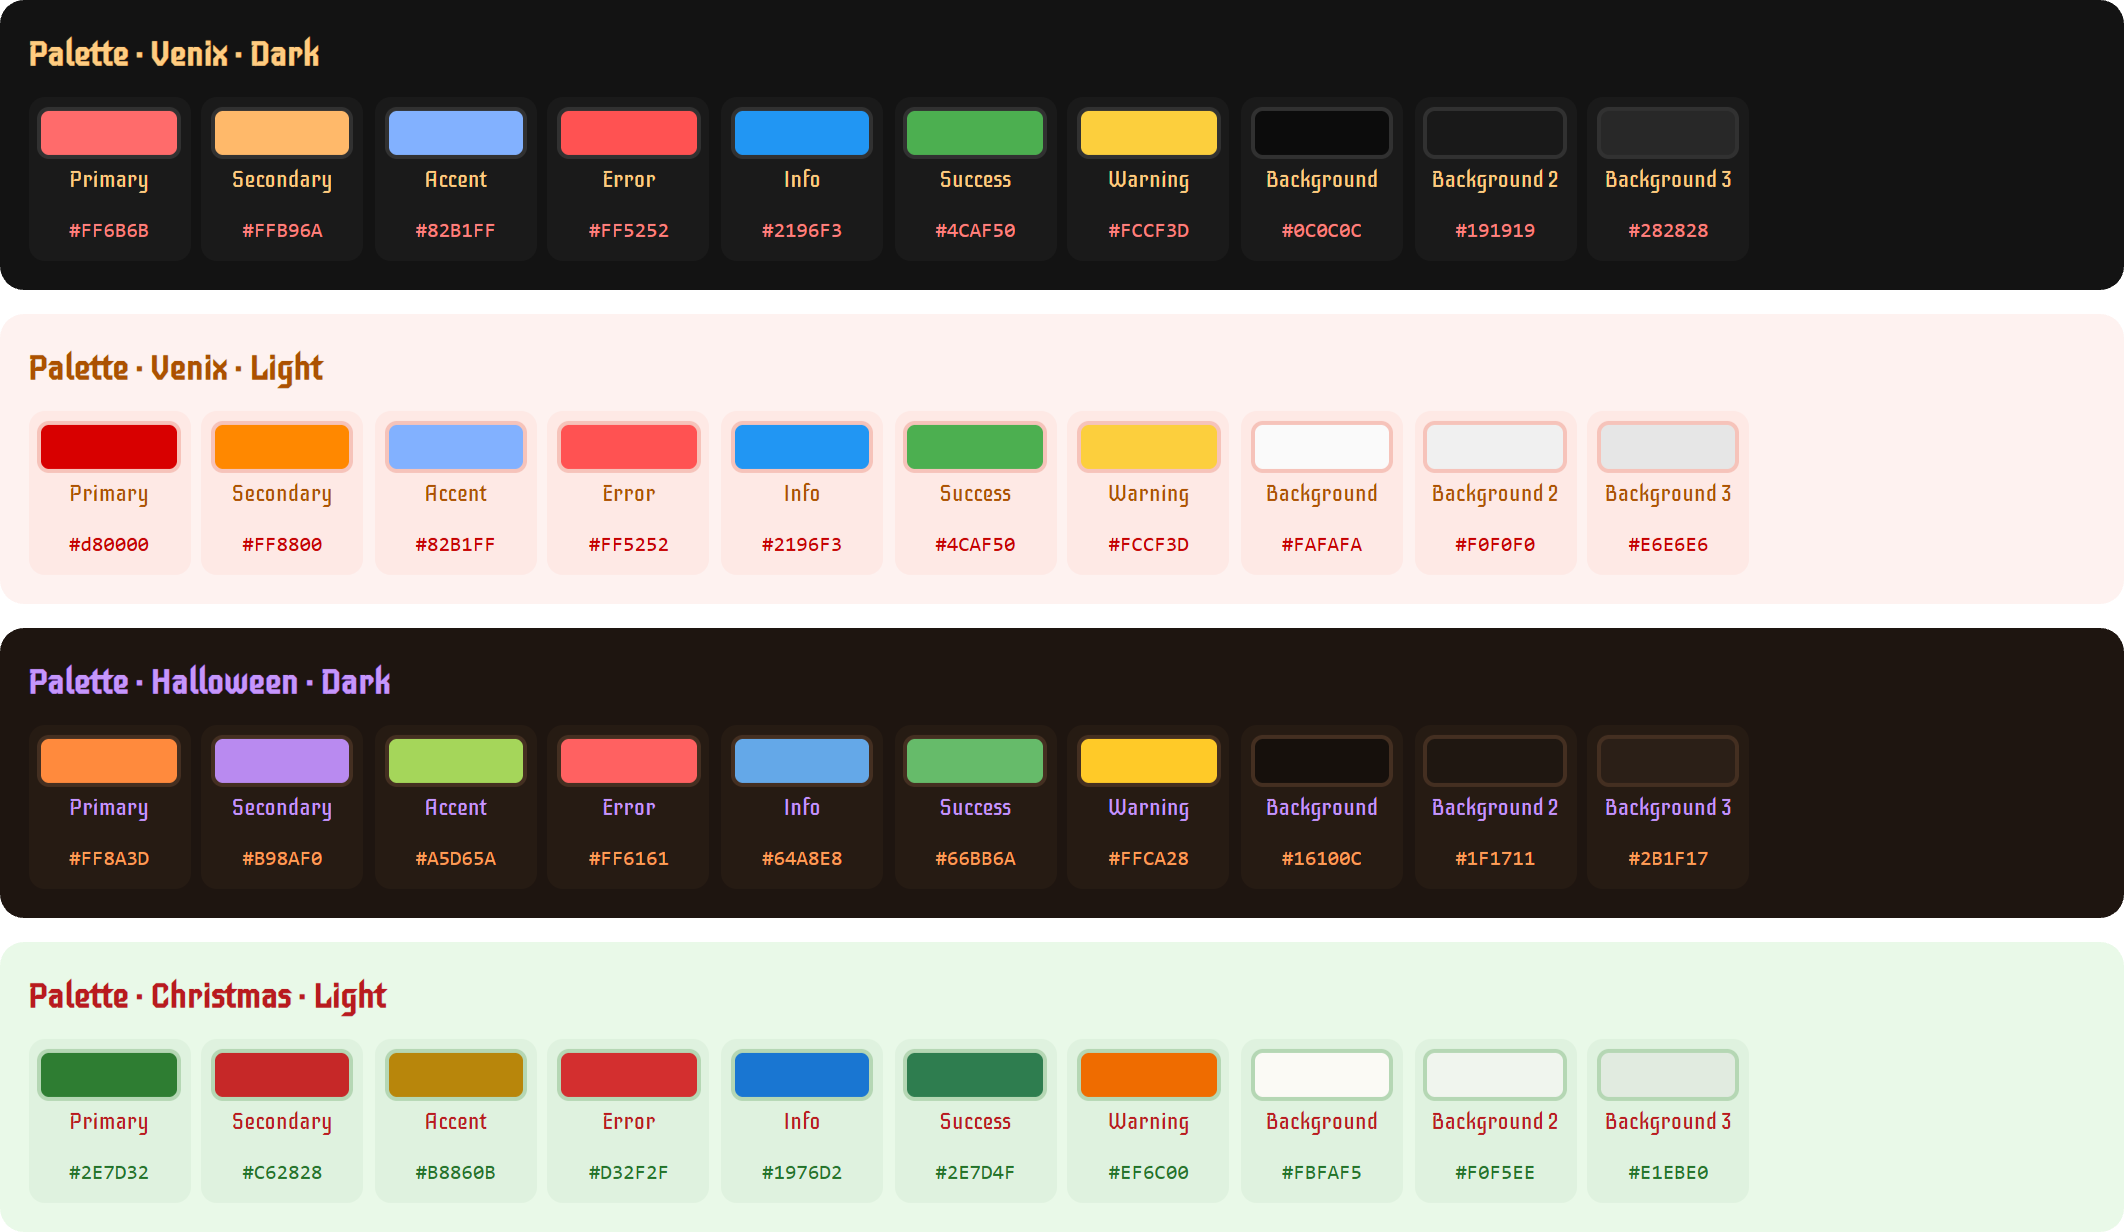 Palette · Venix · Dark
Primary Secondary Accent Error Info Success Warning Background Background 2 Background 3
#FF6B6B #FFB96A #82B1FF #FF5252 #2196F3 #4CAF50 #FCCF3D #0C0C0C #191919 #282828
Palette · Venix · Light
Primary Secondary Accent Error Info Success Warning Background Background 2 Background 3
#d80000 #FF8800 #82B1FF #FF5252 #2196F3 #4CAF50 #FCCF3D #FAFAFA #F0F0F0 #E6E6E6
Palette · Halloween · Dark
Primary Secondary Accent Error Info Success Warning Background Background 2 Background 3
#FF8A3D #B98AF0 #A5D65A #FF6161 #64A8E8 #66BB6A #FFCA28 #16100C #1F1711 #2B1F17
Palette · Christmas · Light
Primary Secondary Accent Error Info Success Warning Background Background 2 Background 3
#2E7D32 #C62828 #B8860B #D32F2F #1976D2 #2E7D4F #EF6C00 #FBFAF5 #F0F5EE #E1EBE0